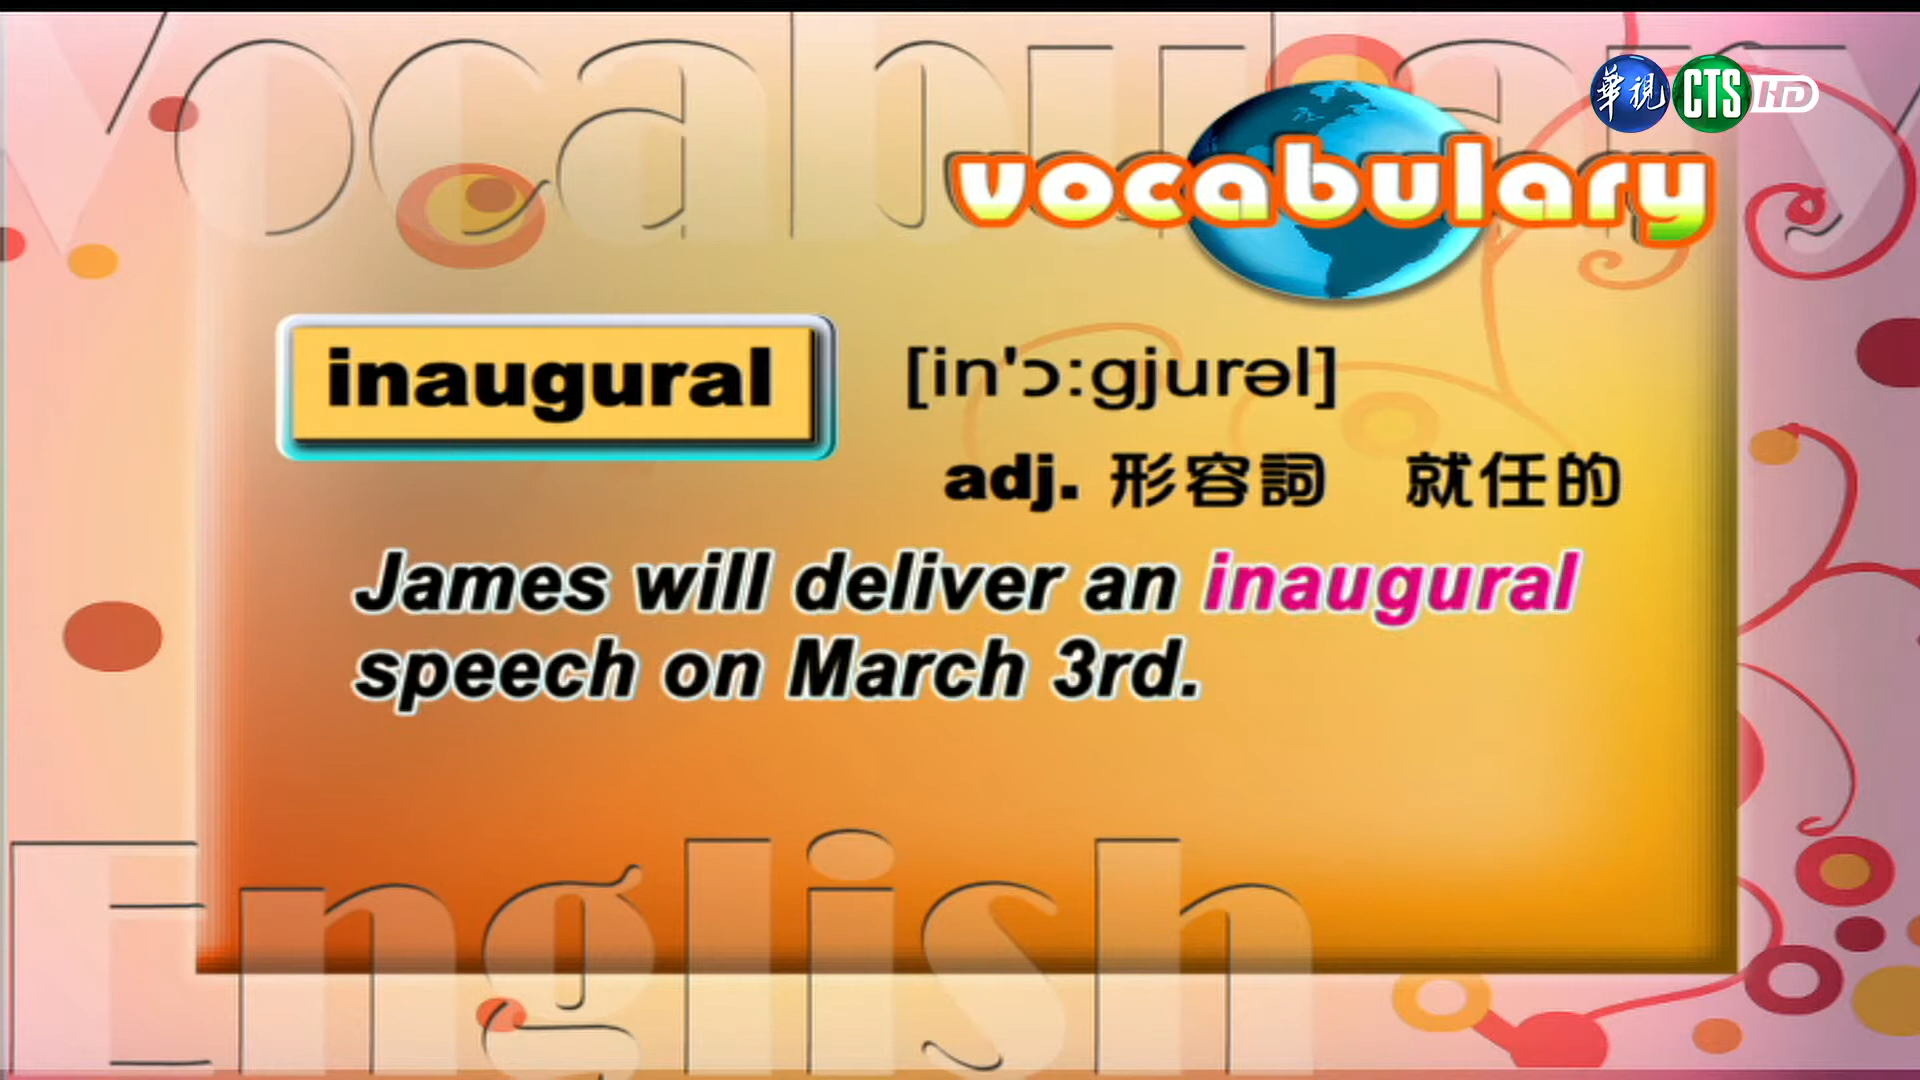 Vocabulary
華視 CTS HD
vocabulary
inaugural [in'ɔ:gjurəl]
adj. 形容詞 就任的
James will deliver an inaugural
speech on March 3rd.
English